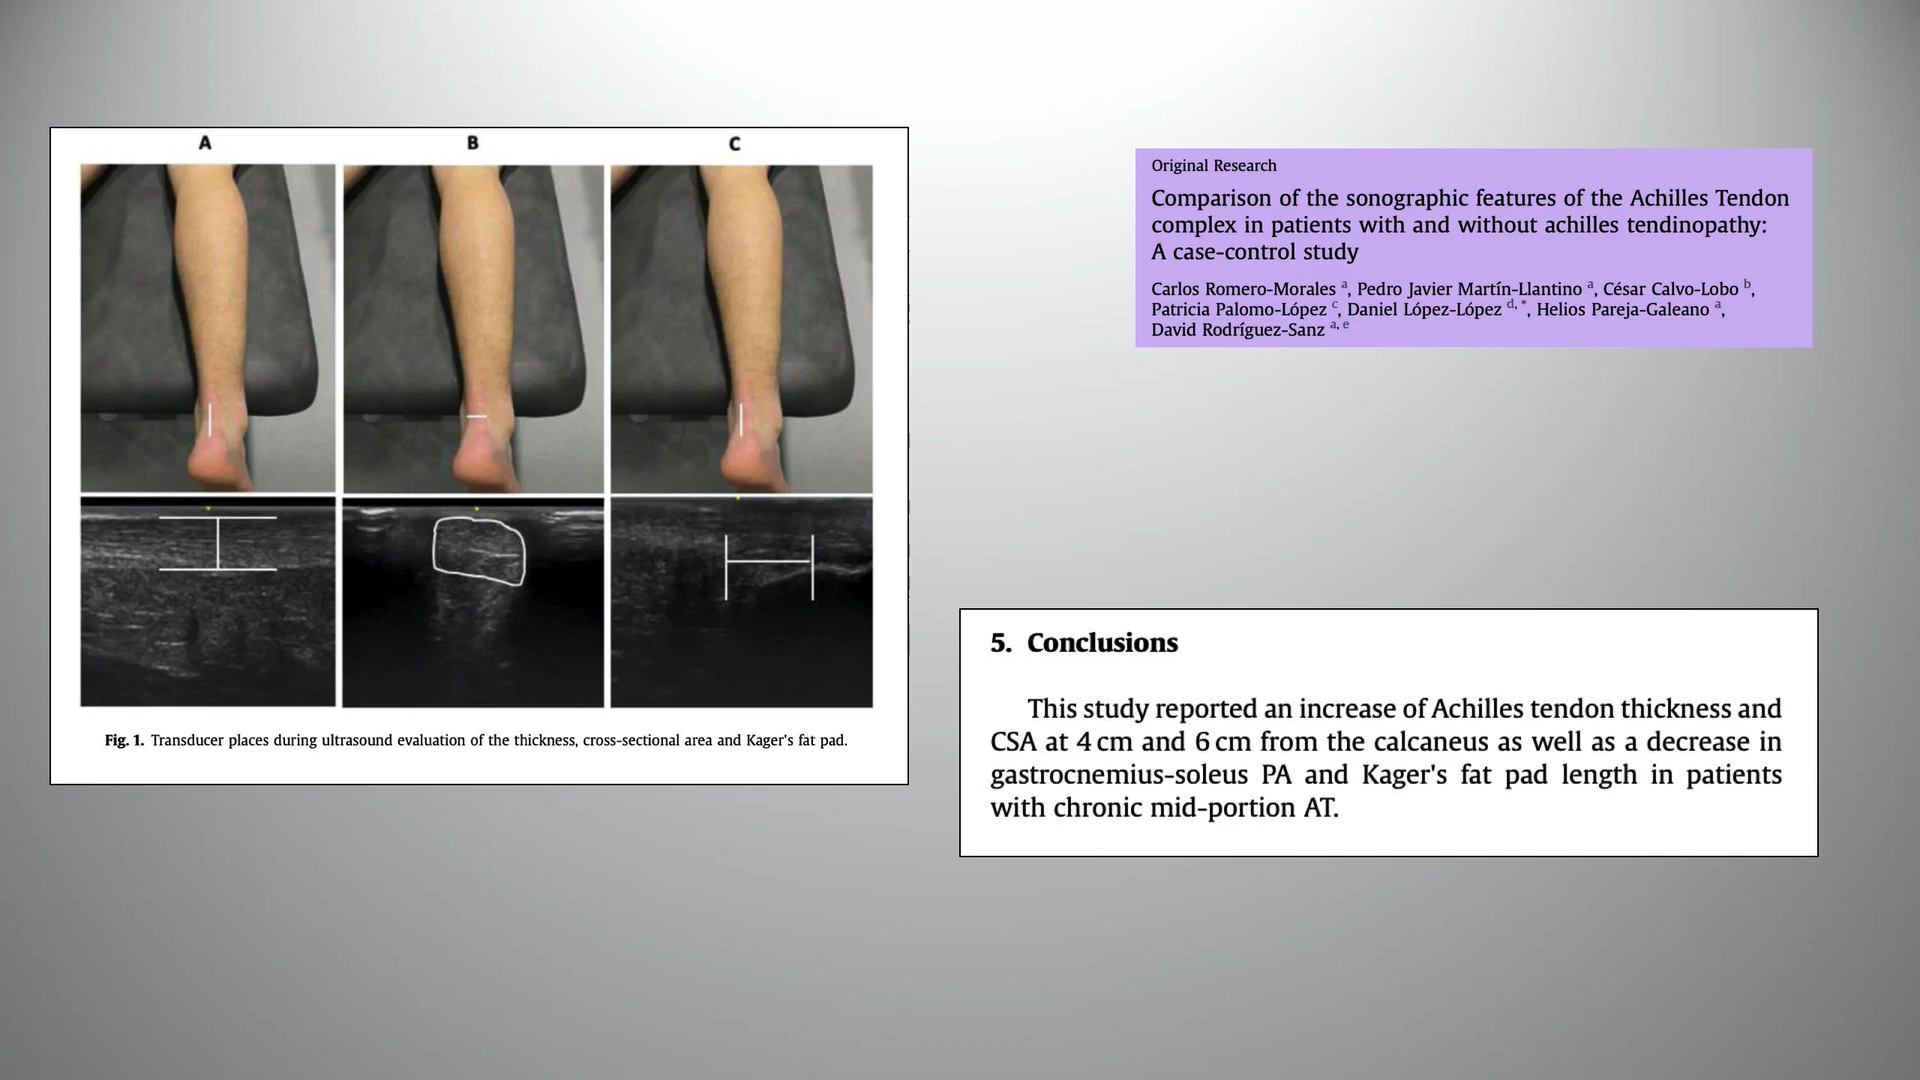 A
B
C
Fig. 1. Transducer places during ultrasound evaluation of the thickness, cross-sectional area and Kager's fat pad.
Original Research
Comparison of the sonographic features of the Achilles Tendon
complex in patients with and without achilles tendinopathy:
A case-control study
Carlos Romero-Morales a, Pedro Javier Martín-Llantino a, César Calvo-Lobo b,
Patricia Palomo-López c, Daniel López-López d, *, Helios Pareja-Galeano a,
David Rodríguez-Sanz a, e
5. Conclusions
This study reported an increase of Achilles tendon thickness and
CSA at 4 cm and 6 cm from the calcaneus as well as a decrease in
gastrocnemius-soleus PA and Kager's fat pad length in patients
with chronic mid-portion AT.